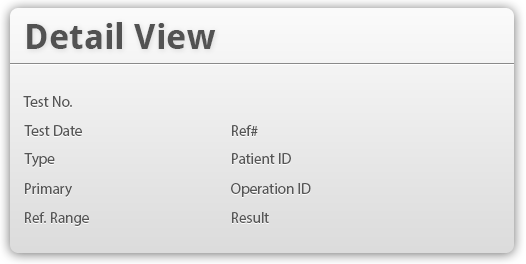 Detail View
Test No.
Test Date Ref#
Type Patient ID
Primary Operation ID
Ref. Range Result